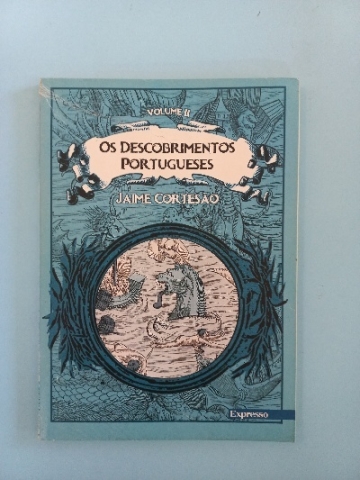 VOLUME II
OS DESCOBRIMENTOS
PORTUGUESES
JAIME CORTESÃO
Expresso